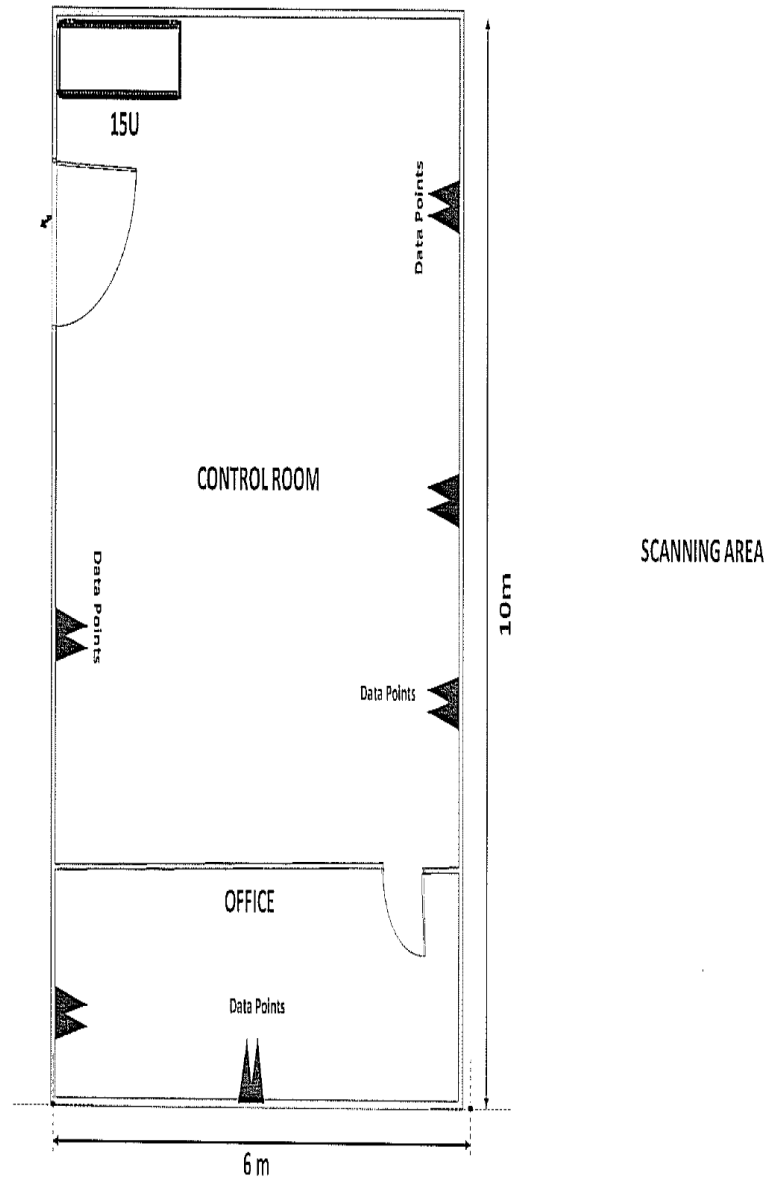 15U
Data Points
CONTROL ROOM
SCANNING AREA
Data Points
10m
Data Points
OFFICE
Data Points
6 m